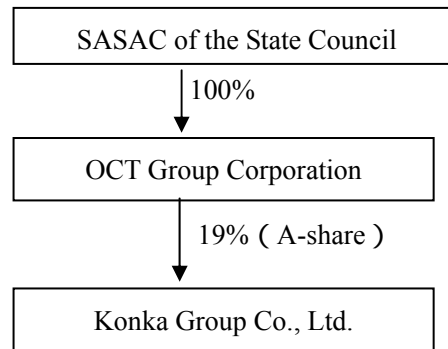 SASAC of the State Council
100%
OCT Group Corporation
19% ( A-share )
Konka Group Co., Ltd.